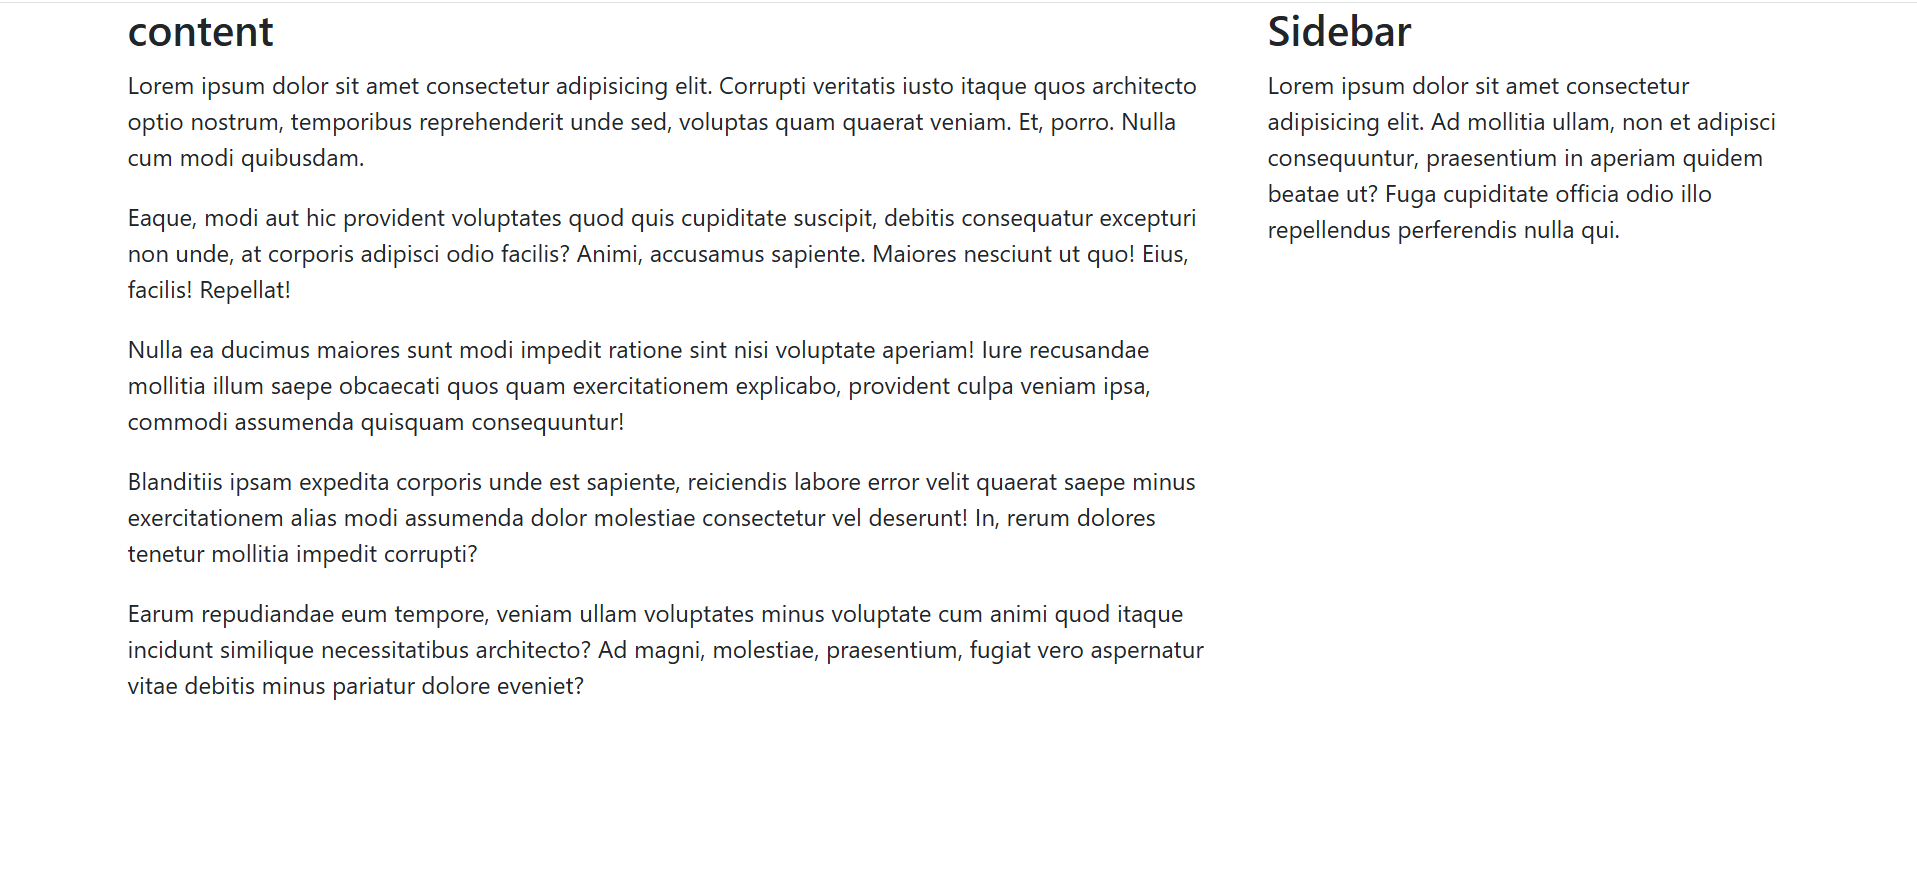 content
Lorem ipsum dolor sit amet consectetur adipisicing elit. Corrupti veritatis iusto itaque quos architecto
optio nostrum, temporibus reprehenderit unde sed, voluptas quam quaerat veniam. Et, porro. Nulla
cum modi quibusdam.
Eaque, modi aut hic provident voluptates quod quis cupiditate suscipit, debitis consequatur excepturi
non unde, at corporis adipisci odio facilis? Animi, accusamus sapiente. Maiores nesciunt ut quo! Eius,
facilis! Repellat!
Nulla ea ducimus maiores sunt modi impedit ratione sint nisi voluptate aperiam! Iure recusandae
mollitia illum saepe obcaecati quos quam exercitationem explicabo, provident culpa veniam ipsa,
commodi assumenda quisquam consequuntur!
Blanditiis ipsam expedita corporis unde est sapiente, reiciendis labore error velit quaerat saepe minus
exercitationem alias modi assumenda dolor molestiae consectetur vel deserunt! In, rerum dolores
tenetur mollitia impedit corrupti?
Earum repudiandae eum tempore, veniam ullam voluptates minus voluptate cum animi quod itaque
incidunt similique necessitatibus architecto? Ad magni, molestiae, praesentium, fugiat vero aspernatur
vitae debitis minus pariatur dolore eveniet?
Sidebar
Lorem ipsum dolor sit amet consectetur
adipisicing elit. Ad mollitia ullam, non et adipisci
consequuntur, praesentium in aperiam quidem
beatae ut? Fuga cupiditate officia odio illo
repellendus perferendis nulla qui.